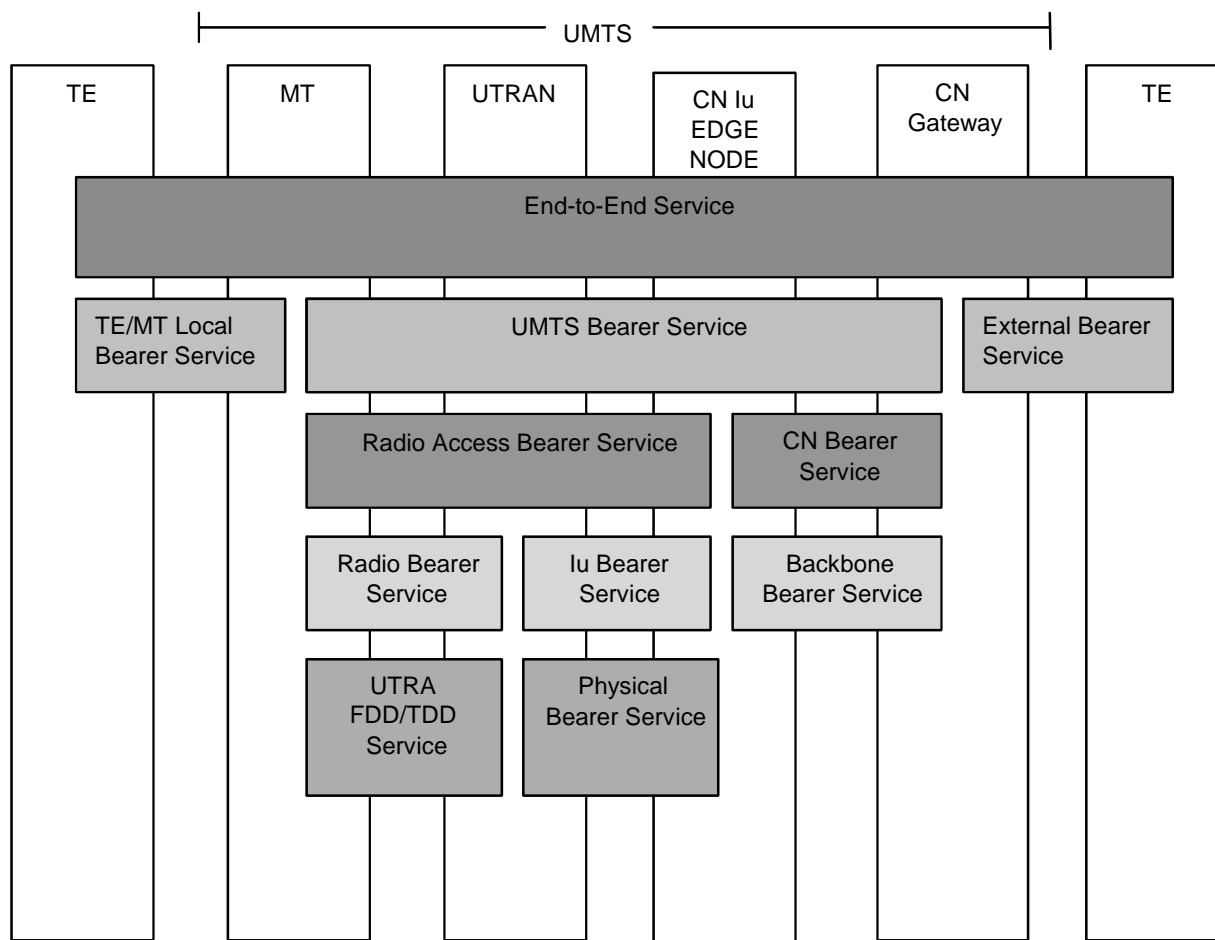 UMTS
TE
MT
UTRAN
CN Iu
EDGE
NODE
CN
Gateway
TE
End-to-End Service
TE/MT Local
Bearer Service
UMTS Bearer Service
External Bearer
Service
Radio Access Bearer Service
CN Bearer
Service
Radio Bearer
Service
Iu Bearer
Service
Backbone
Bearer Service
UTRA
FDD/TDD
Service
Physical
Bearer Service